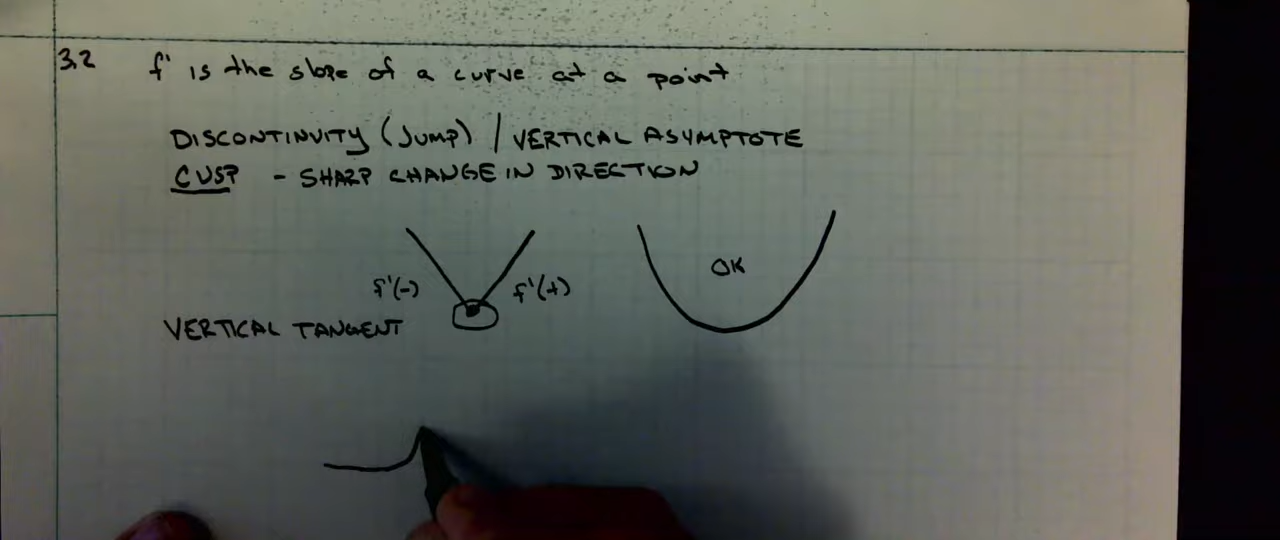 3.2 f' is the slope of a curve at a point
DISCONTINUITY (JUMP) / VERTICAL ASYMPTOTE
CUSP - SHARP CHANGE IN DIRECTION
f'(-) f'(+) OK
VERTICAL TANGENT